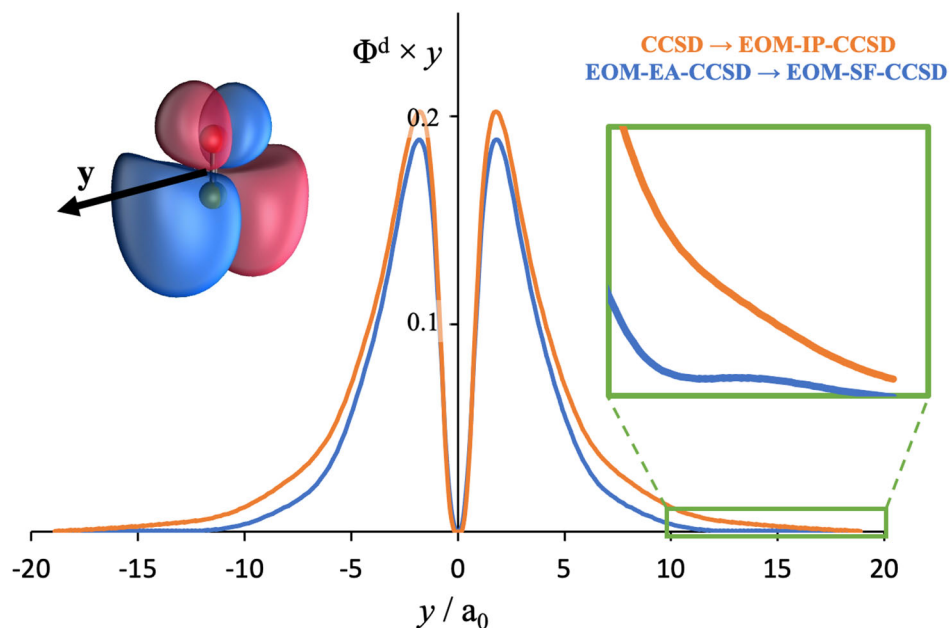 Φᵈ × y
CCSD → EOM-IP-CCSD
EOM-EA-CCSD → EOM-SF-CCSD
0.2
y
0.1
-20 -15 -10 -5 0 5 10 15 20
y / a₀